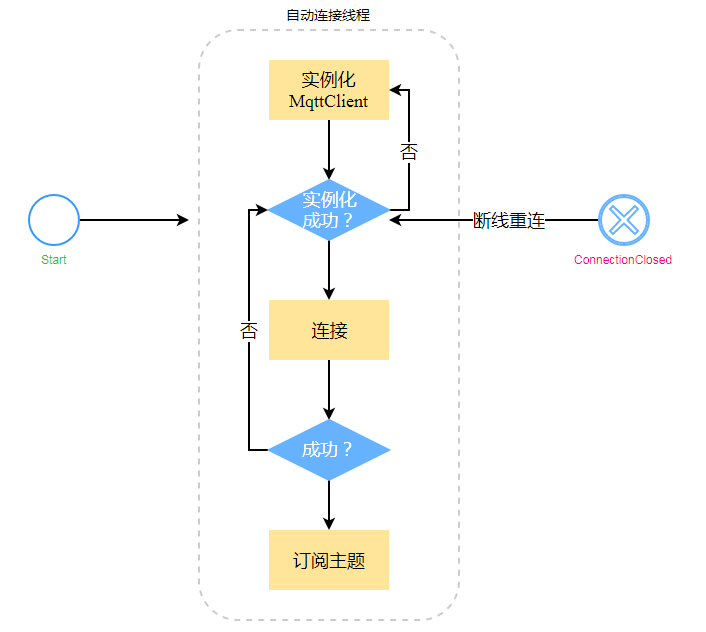 自动连接线程
实例化
MqttClient
否
实例化
成功？
断线重连
Start
ConnectionClosed
否
连接
成功？
订阅主题